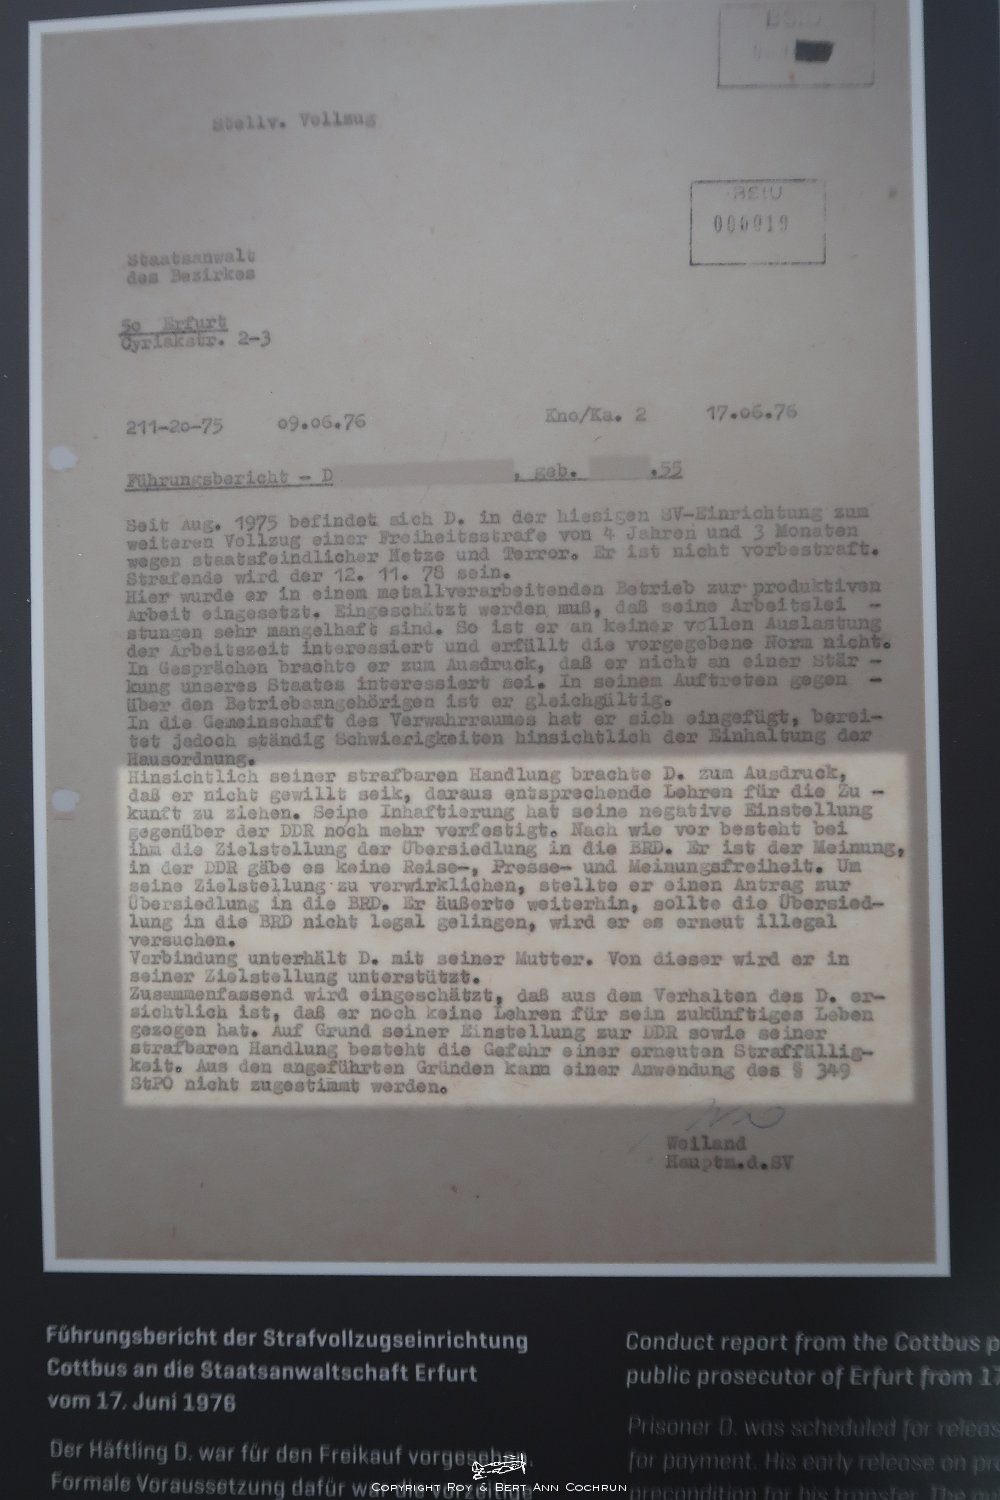 BStU
Stellv. Vollzug
BStU
000019
Staatsanwalt
des Bezirkes
50 Erfurt
Cyriakstr. 2-3
211-20-75 09.06.76 Kno/Ka. 2 17.06.76
Führungsbericht - D , geb. .55
Seit Aug. 1975 befindet sich D. in der hiesigen SV-Einrichtung zum
weiteren Vollzug einer Freiheitsstrafe von 4 Jahren und 3 Monaten
wegen staatsfeindlicher Hetze und Terror. Er ist nicht vorbestraft.
Strafende wird der 12. 11. 78 sein.
Hier wurde er in einem metallverarbeitenden Betrieb zur produktiven
Arbeit eingesetzt. Eingeschätzt werden muß, daß seine Arbeitslei -
stungen sehr mangelhaft sind. So ist er an keiner vollen Auslastung
der Arbeitszeit interessiert und erfüllt die vorgegebene Norm nicht.
In Gesprächen brachte er zum Ausdruck, daß er nicht an einer Stär -
kung unseres Staates interessiert sei. In seinem Auftreten gegen -
über den Betriebsangehörigen ist er gleichgültig.
In die Gemeinschaft des Verwahrraumes hat er sich eingefügt, berei-
tet jedoch ständig Schwierigkeiten hinsichtlich der Einhaltung der
Hausordnung.
Hinsichtlich seiner strafbaren Handlung brachte D. zum Ausdruck,
daß er nicht gewillt seik, daraus entsprechende Lehren für die Zu -
kunft zu ziehen. Seine Inhaftierung hat seine negative Einstellung
gegenüber der DDR noch mehr verfestigt. Nach wie vor besteht bei
ihm die Zielstellung der Übersiedlung in die BRD. Er ist der Meinung,
in der DDR gäbe es keine Reise-, Presse- und Meinungsfreiheit. Um
seine Zielstellung zu verwirklichen, stellte er einen Antrag zur
Übersiedlung in die BRD. Er äußerte weiterhin, sollte die Übersied-
lung in die BRD nicht legal gelingen, wird er es erneut illegal
versuchen.
Verbindung unterhält D. mit seiner Mutter. Von dieser wird er in
seiner Zielstellung unterstützt.
Zusammenfassend wird eingeschätzt, daß aus dem Verhalten des D. er-
sichtlich ist, daß er noch keine Lehren für sein zukünftiges Leben
gezogen hat. Auf Grund seiner Einstellung zur DDR sowie seiner
strafbaren Handlung besteht die Gefahr einer erneuten Straffällig-
keit. Aus den angeführten Gründen kann einer Anwendung des § 349
StPO nicht zugestimmt werden.
Weiland
Hauptm.d.SV
Führungsbericht der Strafvollzugseinrichtung
Cottbus an die Staatsanwaltschaft Erfurt
vom 17. Juni 1976
Der Häftling D. war für den Freikauf vorgesehen.
Formale Voraussetzung dafür war die vorzeitige
Conduct report from the Cottbus p
public prosecutor of Erfurt from 17
Prisoner D. was scheduled for releas
for payment. His early release on pr
precondition for his transfer. The
Copyright Roy & Bert Ann Cochrun